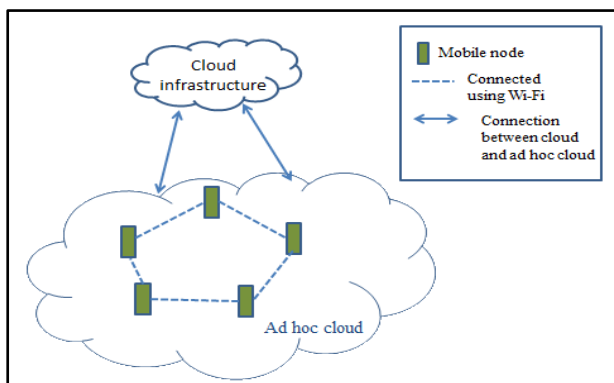 Cloud
infrastructure
Mobile node
Connected
using Wi-Fi
Connection
between cloud
and ad hoc cloud
Ad hoc cloud